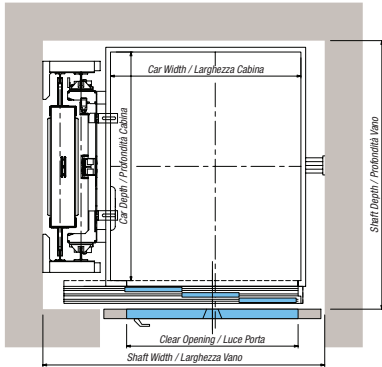 Car Width / Larghezza Cabina
Car Depth / Profondità Cabina
Shaft Depth / Profondità Vano
Clear Opening / Luce Porta
Shaft Width / Larghezza Vano